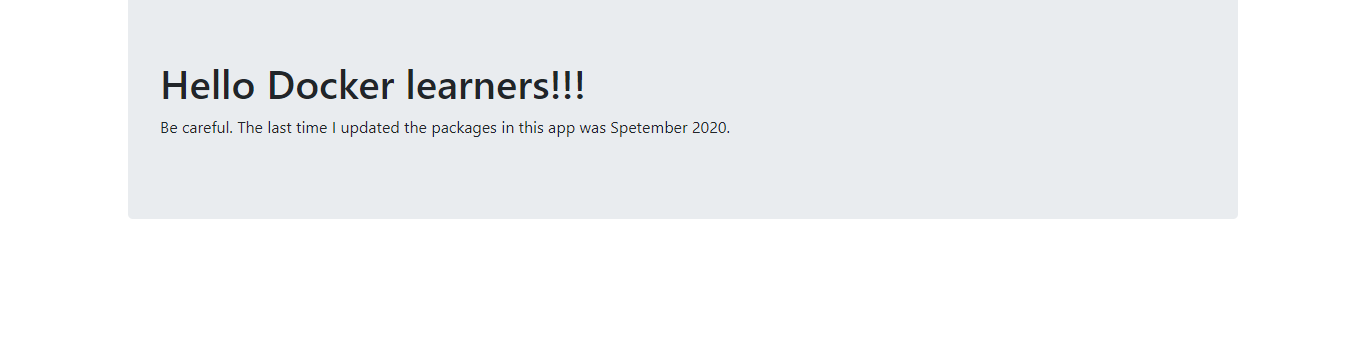 Hello Docker learners!!!
Be careful. The last time I updated the packages in this app was Spetember 2020.